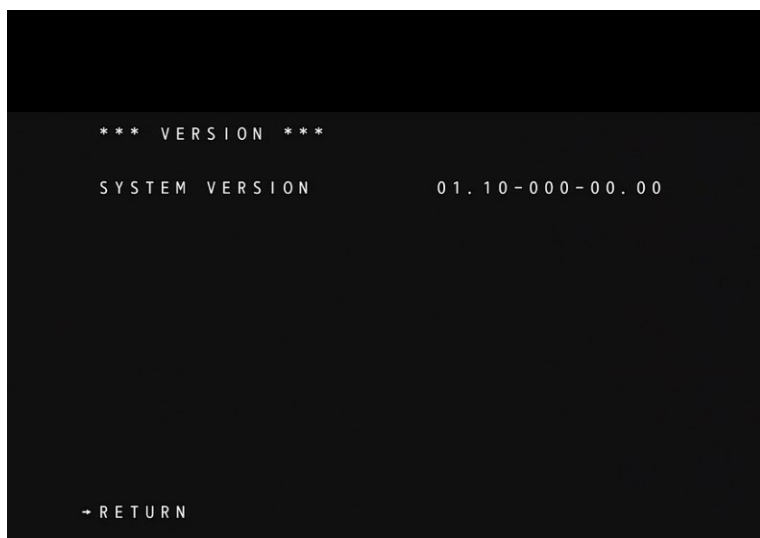 *** VERSION ***
SYSTEM VERSION 01.10-000-00.00
→RETURN